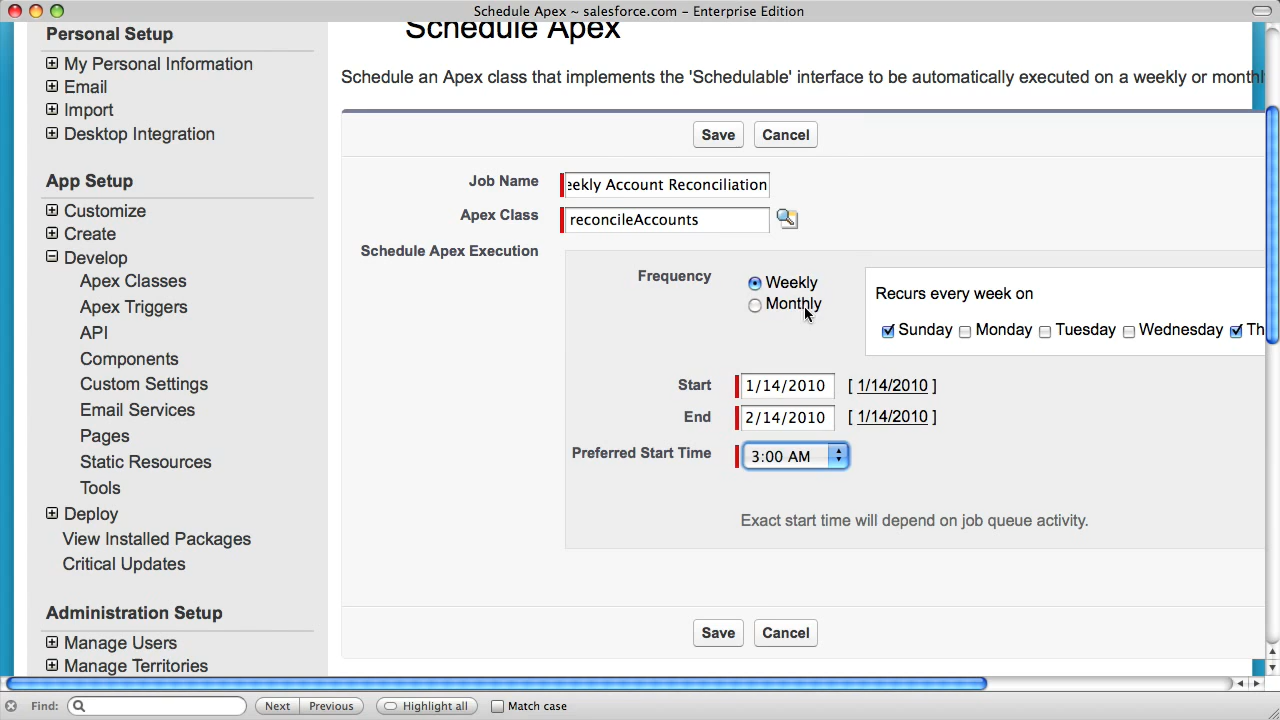 Schedule Apex ~ salesforce.com – Enterprise Edition
Personal Setup
My Personal Information
Email
Import
Desktop Integration
App Setup
Customize
Create
Develop
Apex Classes
Apex Triggers
API
Components
Custom Settings
Email Services
Pages
Static Resources
Tools
Deploy
View Installed Packages
Critical Updates
Administration Setup
Manage Users
Manage Territories
Schedule Apex
Schedule an Apex class that implements the 'Schedulable' interface to be automatically executed on a weekly or monthl
Save Cancel
Job Name eekly Account Reconciliation
Apex Class reconcileAccounts
Schedule Apex Execution
Frequency
Weekly
Monthly
Recurs every week on
Sunday Monday Tuesday Wednesday Th
Start 1/14/2010 [ 1/14/2010 ]
End 2/14/2010 [ 1/14/2010 ]
Preferred Start Time 3:00 AM
Exact start time will depend on job queue activity.
Save Cancel
Find: Next Previous Highlight all Match case